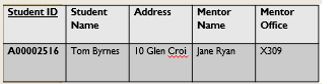 Student ID Student Name Address Mentor Name Mentor Office
A00002516 Tom Byrnes 10 Glen Croi Jane Ryan X309